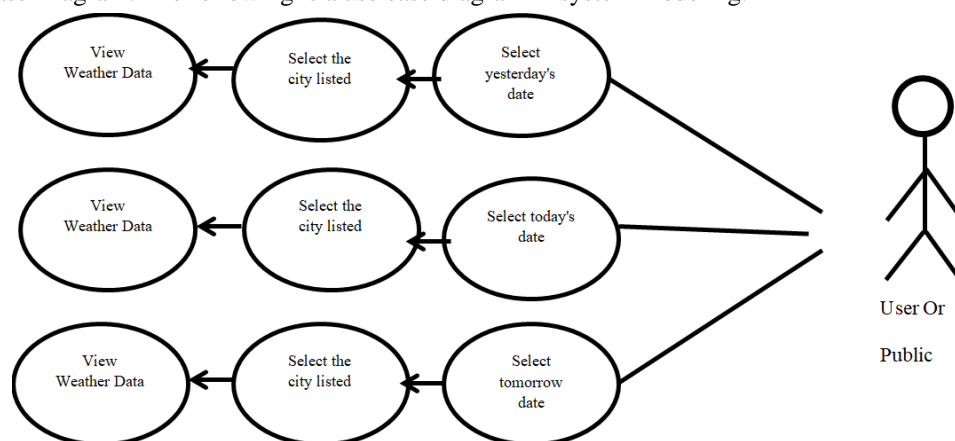 View
Weather Data
Select the
city listed
Select
yesterday's
date
View
Weather Data
Select the
city listed
Select today's
date
User Or
Public
View
Weather Data
Select the
city listed
Select
tomorrow
date